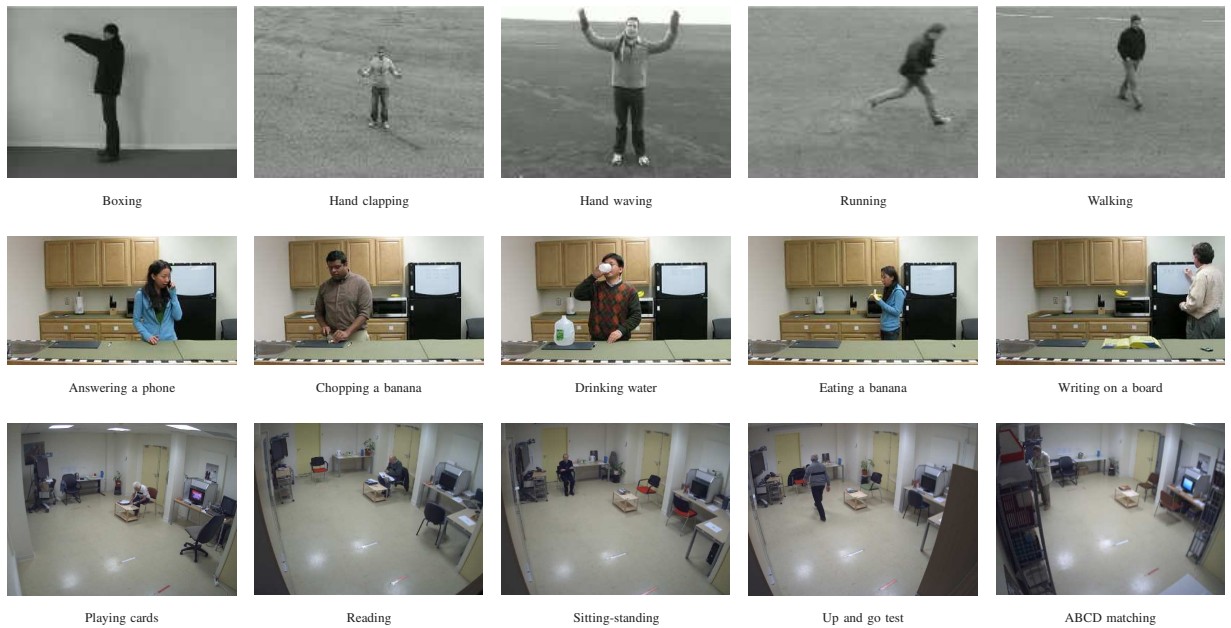 Boxing
Hand clapping
Hand waving
Running
Walking
Answering a phone
Chopping a banana
Drinking water
Eating a banana
Writing on a board
Playing cards
Reading
Sitting-standing
Up and go test
ABCD matching